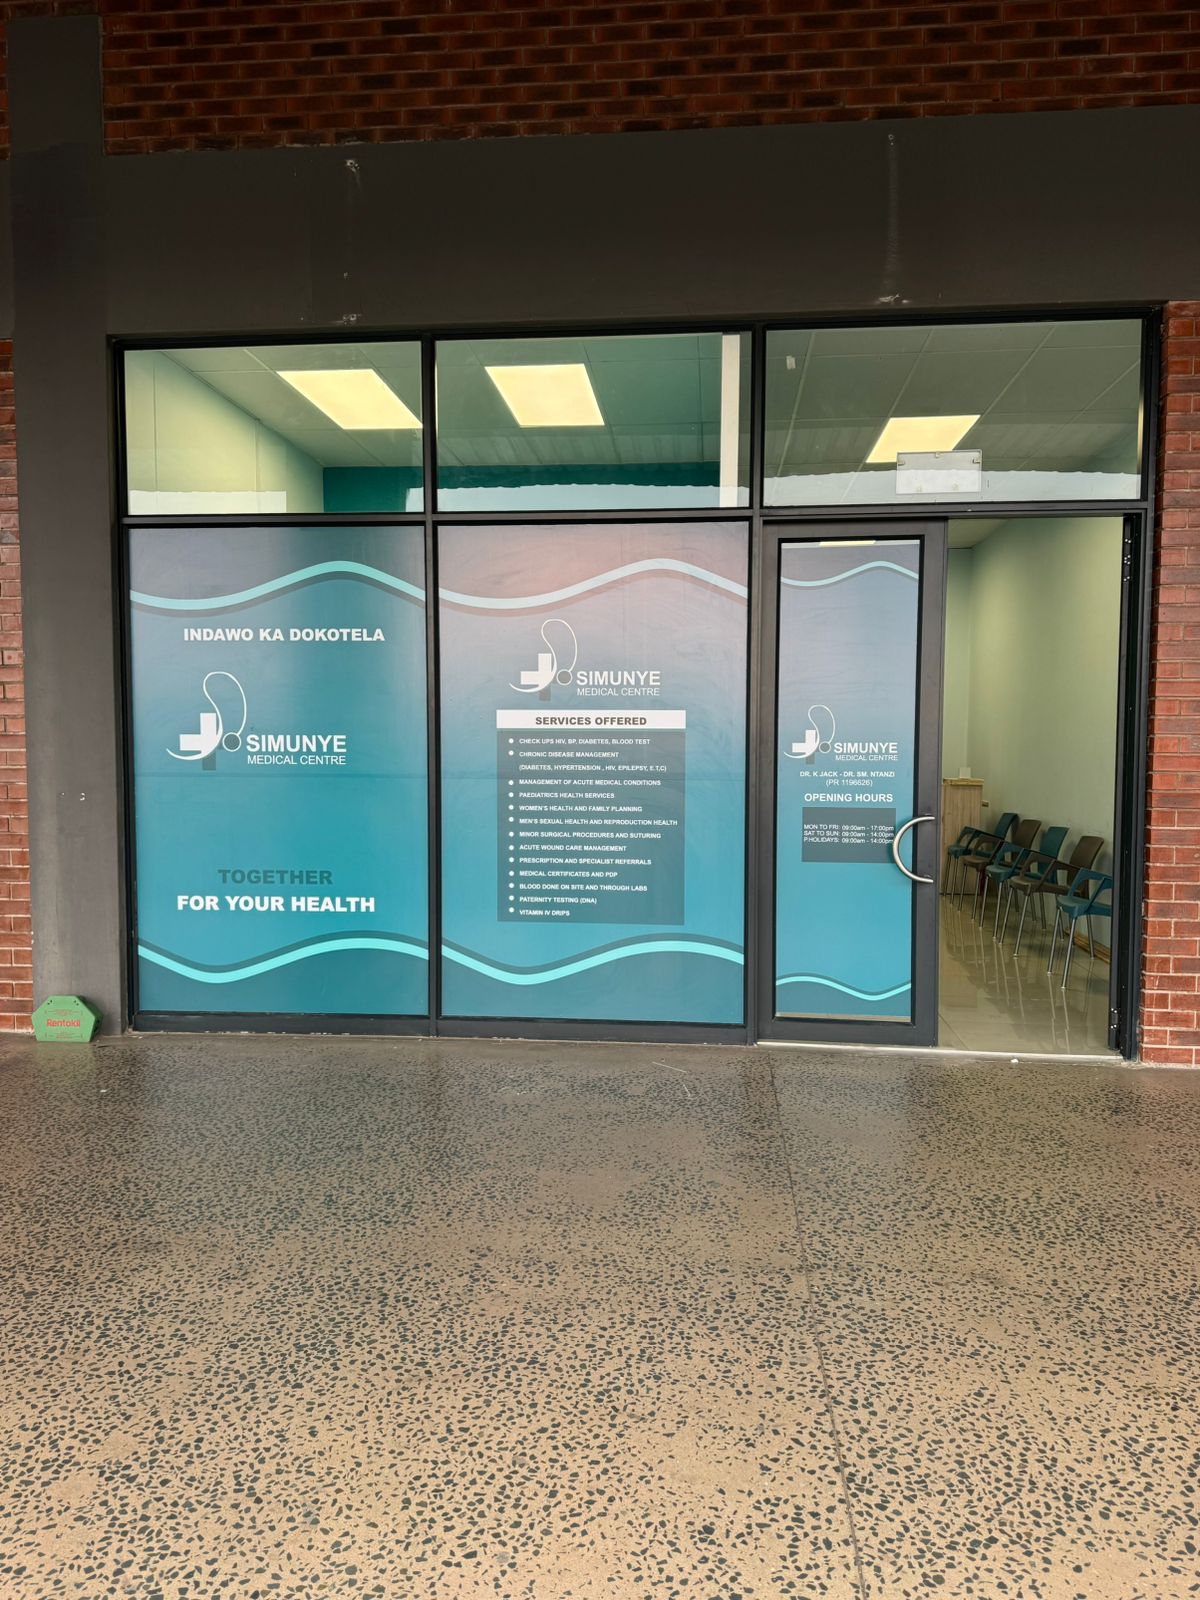 INDAWO KA DOKOTELA
SIMUNYE
MEDICAL CENTRE
TOGETHER
FOR YOUR HEALTH
SIMUNYE
MEDICAL CENTRE
SERVICES OFFERED
CHECK UPS HIV, BP, DIABETES, BLOOD TEST
CHRONIC DISEASE MANAGEMENT
(DIABETES, HYPERTENSION , HIV, EPILEPSY, E.T,C)
MANAGEMENT OF ACUTE MEDICAL CONDITIONS
PAEDIATRICS HEALTH SERVICES
WOMEN'S HEALTH AND FAMILY PLANNING
MEN'S SEXUAL HEALTH AND REPRODUCTION HEALTH
MINOR SURGICAL PROCEDURES AND SUTURING
ACUTE WOUND CARE MANAGEMENT
PRESCRIPTION AND SPECIALIST REFERRALS
MEDICAL CERTIFICATES AND PDP
BLOOD DONE ON SITE AND THROUGH LABS
PATERNITY TESTING (DNA)
VITAMIN IV DRIPS
SIMUNYE
MEDICAL CENTRE
DR. K JACK - DR. SM. NTANZI
(PR 1196626)
OPENING HOURS
MON TO FRI: 09:00am - 17:00pm
SAT TO SUN: 09:00am - 14:00pm
P.HOLIDAYS: 09:00am - 14:00pm
Rentokil